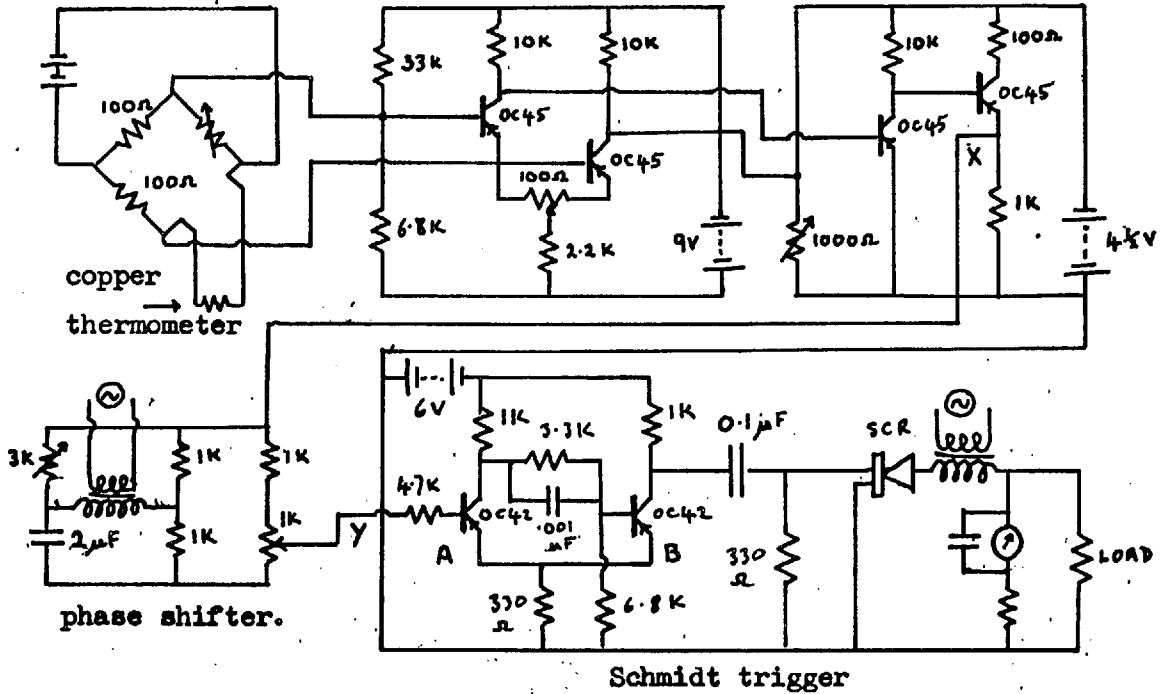 100Ω
100Ω
copper
thermometer
33K
6.8K
10K
10K
OC45
OC45
100Ω
2.2K
9V
1000Ω
10K
100Ω
OC45
OC45
X
1K
4½V
3K
2μF
1K
1K
1K
1K
Y
phase shifter.
6V
1K
3.3K
1K
4.7K
OC42
.001
μF
OC42
A
B
330
Ω
6.8K
0.1μF
330
Ω
SCR
LOAD
Schmidt trigger